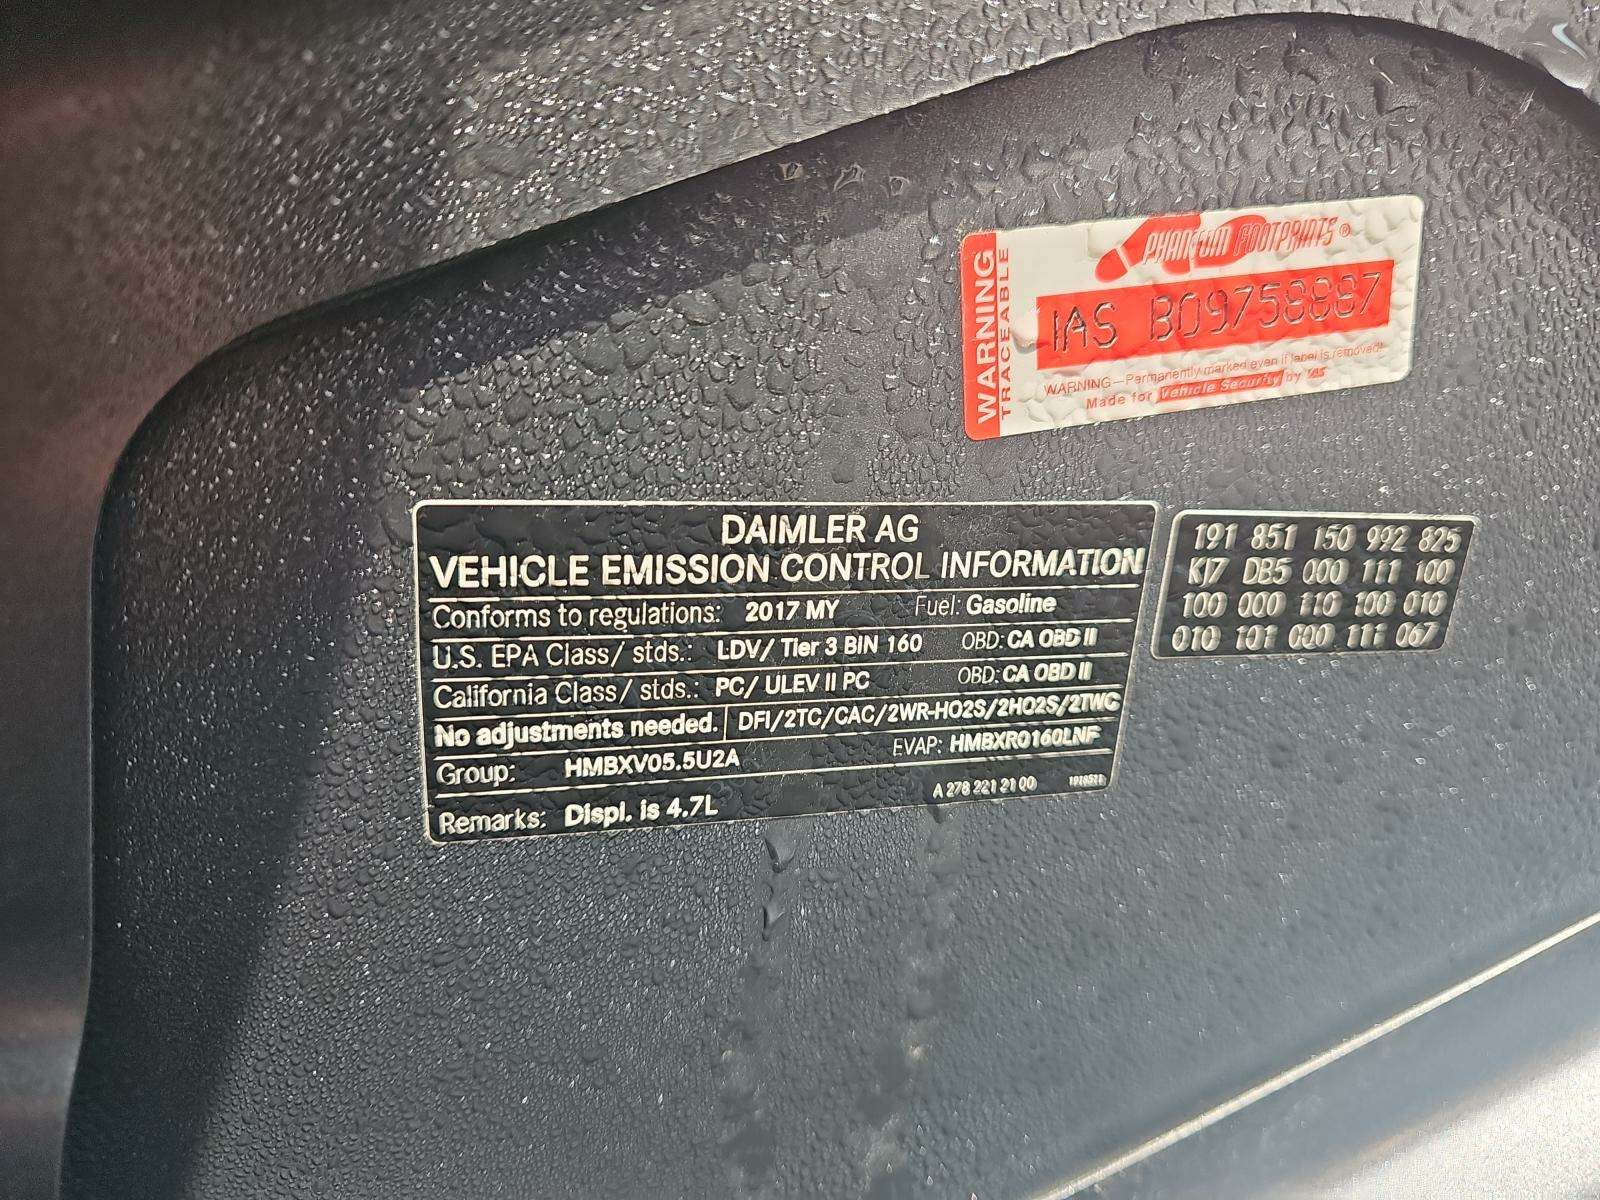 PHANTOM FOOTPRINTS®
WARNING
TRACEABLE
IAS B09758887
WARNING—Permanently marked even if label is removed!
Made for Vehicle Security by IAS
DAIMLER AG
VEHICLE EMISSION CONTROL INFORMATION
Conforms to regulations: 2017 MY Fuel: Gasoline
U.S. EPA Class/ stds.: LDV/ Tier 3 BIN 160 OBD: CA OBD II
California Class/ stds.: PC/ ULEV II PC OBD: CA OBD II
No adjustments needed. DFI/2TC/CAC/2WR-HO2S/2HO2S/2TWC
Group: HMBXV05.5U2A EVAP: HMBXR0160LNF
Remarks: Displ. is 4.7L A 278 221 21 00
191 851 150 992 825
KJ7 DB5 000 111 100
100 000 110 100 010
010 101 000 111 067